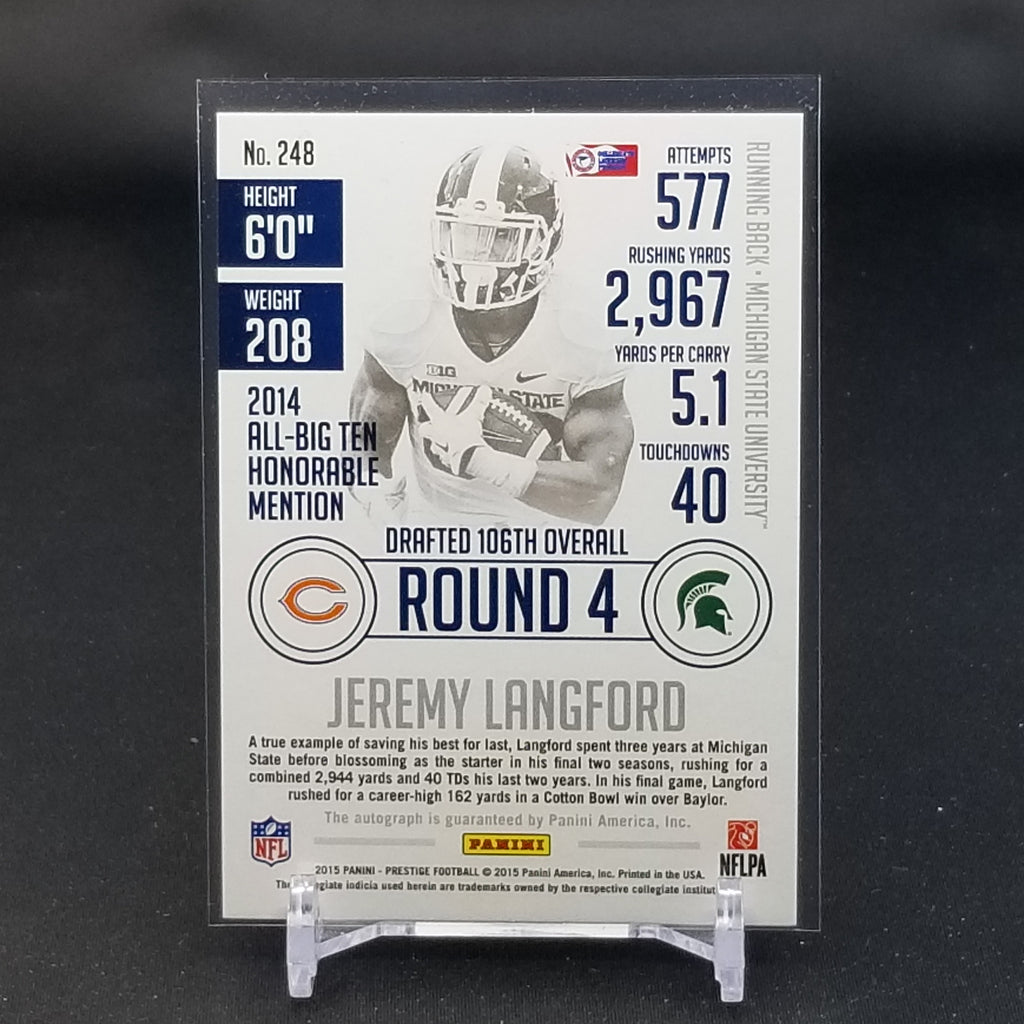 No. 248
HEIGHT
6'0"
WEIGHT
208
2014
ALL-BIG TEN
HONORABLE
MENTION
ATTEMPTS
577
RUSHING YARDS
2,967
YARDS PER CARRY
5.1
TOUCHDOWNS
40
RUNNING BACK · MICHIGAN STATE UNIVERSITY™
B1G
STATE
DRAFTED 106TH OVERALL
ROUND 4
JEREMY LANGFORD
A true example of saving his best for last, Langford spent three years at Michigan
State before blossoming as the starter in his final two seasons, rushing for a
combined 2,944 yards and 40 TDs his last two years. In his final game, Langford
rushed for a career-high 162 yards in a Cotton Bowl win over Baylor.
The autograph is guaranteed by Panini America, Inc.
NFL
PANINI
NFLPA
2015 PANINI - PRESTIGE FOOTBALL © 2015 Panini America, Inc. Printed in the USA.
indicia used herein are trademarks owned by the respective collegiate